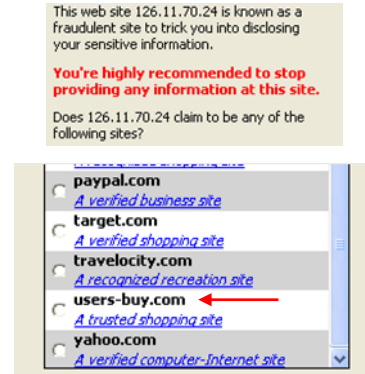 This web site 126.11.70.24 is known as a
fraudulent site to trick you into disclosing
your sensitive information.
You're highly recommended to stop
providing any information at this site.
Does 126.11.70.24 claim to be any of the
following sites?
A recognized shopping site
paypal.com
A verified business site
target.com
A verified shopping site
travelocity.com
A recognized recreation site
users-buy.com
A trusted shopping site
yahoo.com
A verified computer-Internet site